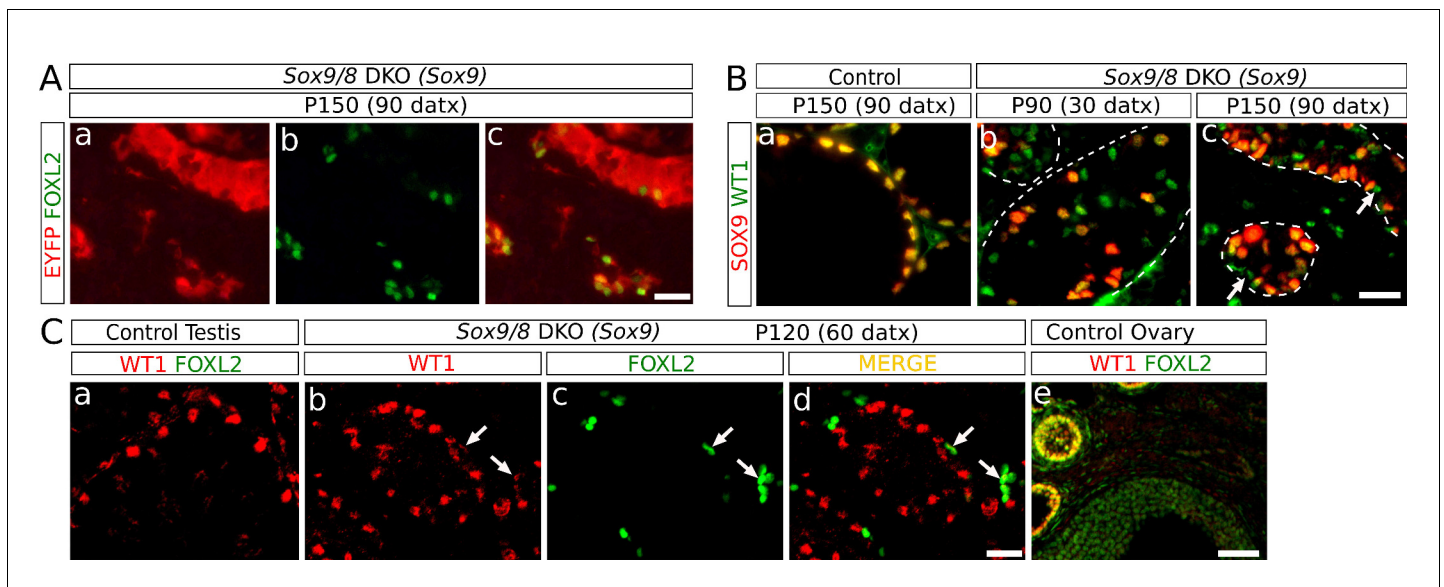 A
Sox9/8 DKO (Sox9)
P150 (90 datx)
EYFP FOXL2
a
b
c
B
Control
Sox9/8 DKO (Sox9)
P150 (90 datx)
P90 (30 datx)
P150 (90 datx)
SOX9 WT1
a
b
c
C
Control Testis
Sox9/8 DKO (Sox9) P120 (60 datx)
Control Ovary
WT1 FOXL2
WT1
FOXL2
MERGE
WT1 FOXL2
a
b
c
d
e